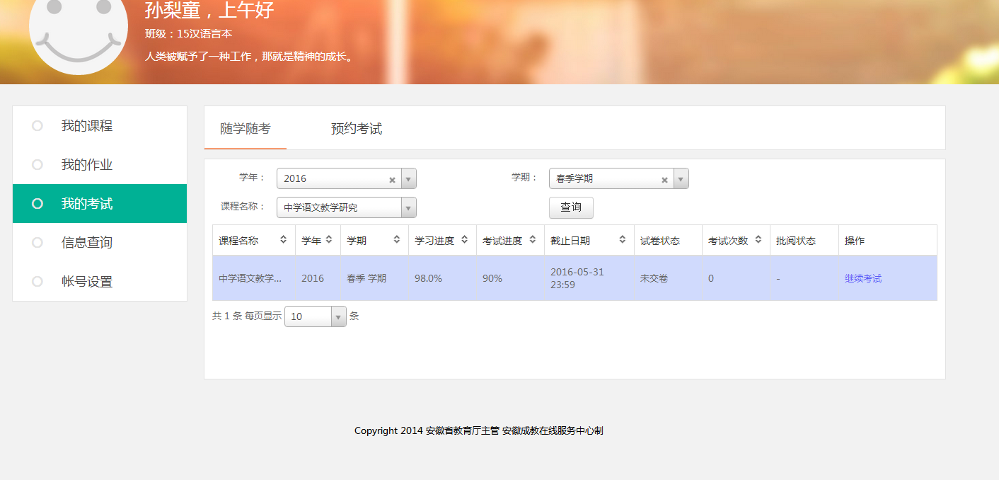 孙梨童，上午好
班级：15汉语言本
人类被赋予了一种工作，那就是精神的成长。
我的课程
我的作业
我的考试
信息查询
帐号设置
随学随考 预约考试
学年： 2016 学期： 春季学期
课程名称： 中学语文教学研究 查询
课程名称 学年 学期 学习进度 考试进度 截止日期 试卷状态 考试次数 批阅状态 操作
中学语文教学... 2016 春季 学期 98.0% 90% 2016-05-31 23:59 未交卷 0 - 继续考试
共 1 条 每页显示 10 条
Copyright 2014 安徽省教育厅主管 安徽成教在线服务中心制